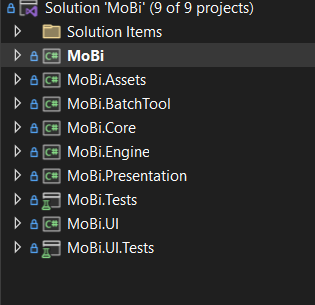 Solution 'MoBi' (9 of 9 projects)
Solution Items
MoBi
MoBi.Assets
MoBi.BatchTool
MoBi.Core
MoBi.Engine
MoBi.Presentation
MoBi.Tests
MoBi.UI
MoBi.UI.Tests